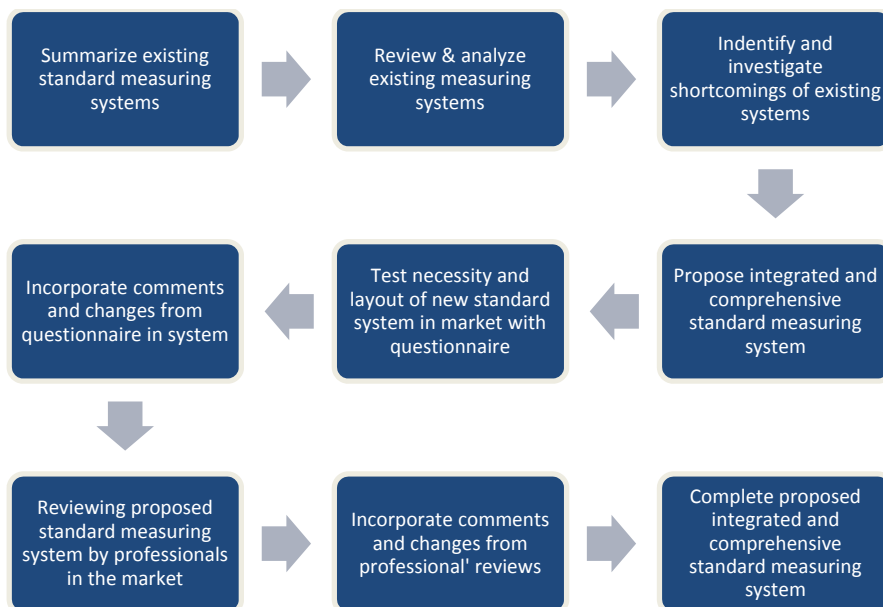 Summarize existing
standard measuring
systems
Review & analyze
existing measuring
systems
Indentify and
investigate
shortcomings of existing
systems
Propose integrated and
comprehensive
standard measuring
system
Test necessity and
layout of new standard
system in market with
questionnaire
Incorporate comments
and changes from
questionnaire in system
Reviewing proposed
standard measuring
system by professionals
in the market
Incorporate comments
and changes from
professional' reviews
Complete proposed
integrated and
comprehensive
standard measuring
system